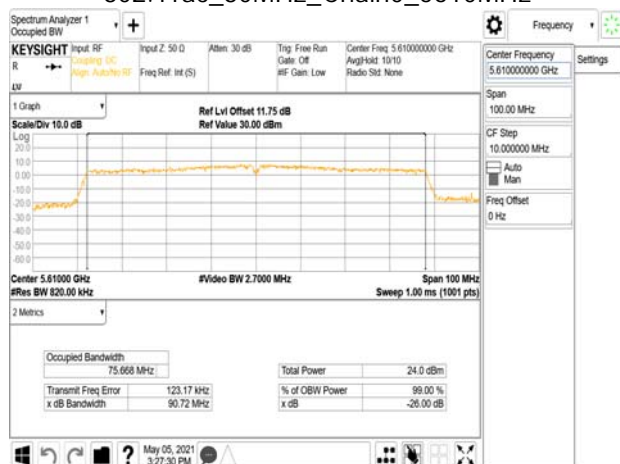 Spectrum Analyzer 1
Occupied BW
+
Frequency
KEYSIGHT
R
LV
Input: RF
Coupling: DC
Align: Auto/No RF
Input Z: 50 Ω
Freq Ref: Int (S)
Atten: 30 dB
Trig: Free Run
Gate: Off
#IF Gain: Low
Center Freq: 5.610000000 GHz
Avg|Hold: 10/10
Radio Std: None
Center Frequency
5.610000000 GHz
Settings
Span
100.00 MHz
CF Step
10.000000 MHz
Auto
Man
Freq Offset
0 Hz
1 Graph
Scale/Div 10.0 dB
Ref Lvl Offset 11.75 dB
Ref Value 30.00 dBm
Log
20.0
10.0
0.00
-10.0
-20.0
-30.0
-40.0
-50.0
-60.0
Center 5.61000 GHz
#Video BW 2.7000 MHz
Span 100 MHz
#Res BW 820.00 kHz
Sweep 1.00 ms (1001 pts)
2 Metrics
Occupied Bandwidth
75.668 MHz
Total Power 24.0 dBm
Transmit Freq Error 123.17 kHz
% of OBW Power 99.00 %
x dB Bandwidth 90.72 MHz
x dB -26.00 dB
?
May 05, 2021
3:27:30 PM